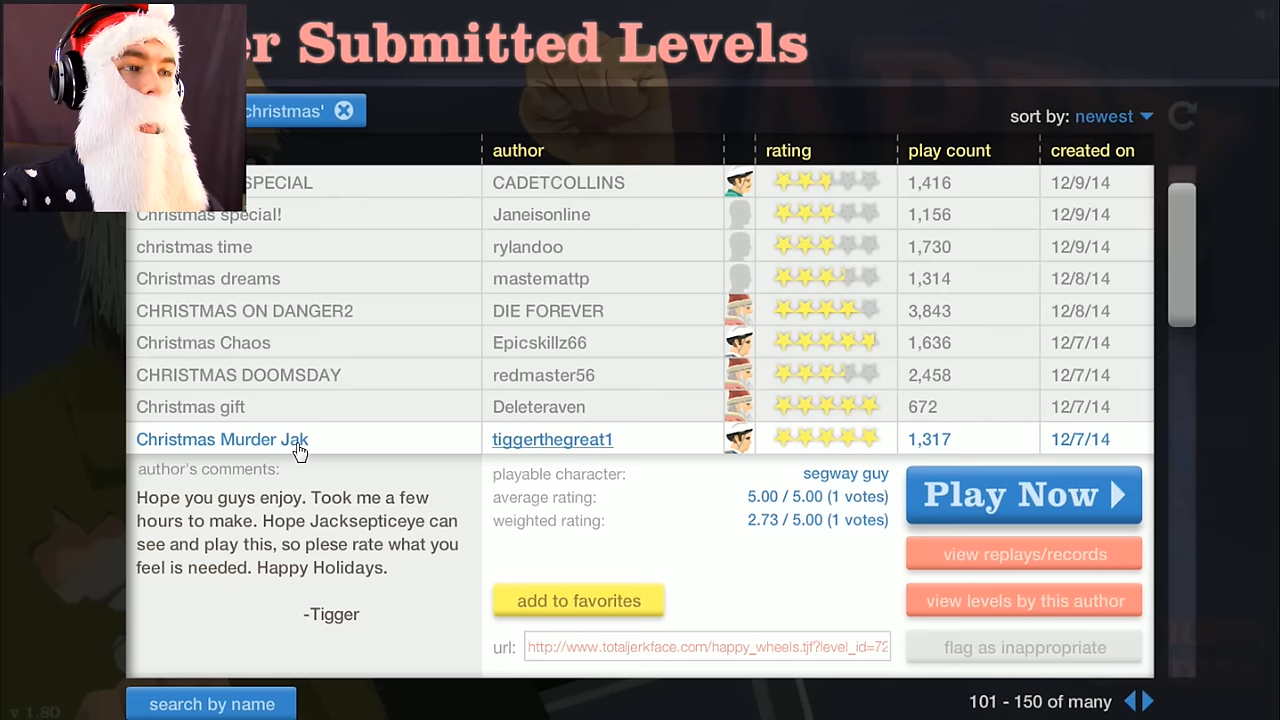 er Submitted Levels
christmas'
sort by: newest
author rating play count created on
SPECIAL CADETCOLLINS 1,416 12/9/14
Christmas special! Janeisonline 1,156 12/9/14
christmas time rylandoo 1,730 12/9/14
Christmas dreams mastemattp 1,314 12/8/14
CHRISTMAS ON DANGER2 DIE FOREVER 3,843 12/8/14
Christmas Chaos Epicskillz66 1,636 12/7/14
CHRISTMAS DOOMSDAY redmaster56 2,458 12/7/14
Christmas gift Deleteraven 672 12/7/14
Christmas Murder Jak tiggerthegreat1 1,317 12/7/14
author's comments:
Hope you guys enjoy. Took me a few
hours to make. Hope Jacksepticeye can
see and play this, so plese rate what you
feel is needed. Happy Holidays.
-Tigger
playable character: segway guy
average rating: 5.00 / 5.00 (1 votes)
weighted rating: 2.73 / 5.00 (1 votes)
add to favorites
url: http://www.totaljerkface.com/happy_wheels.tjf?level_id=72
Play Now
view replays/records
view levels by this author
flag as inappropriate
search by name
101 - 150 of many
v 1.80